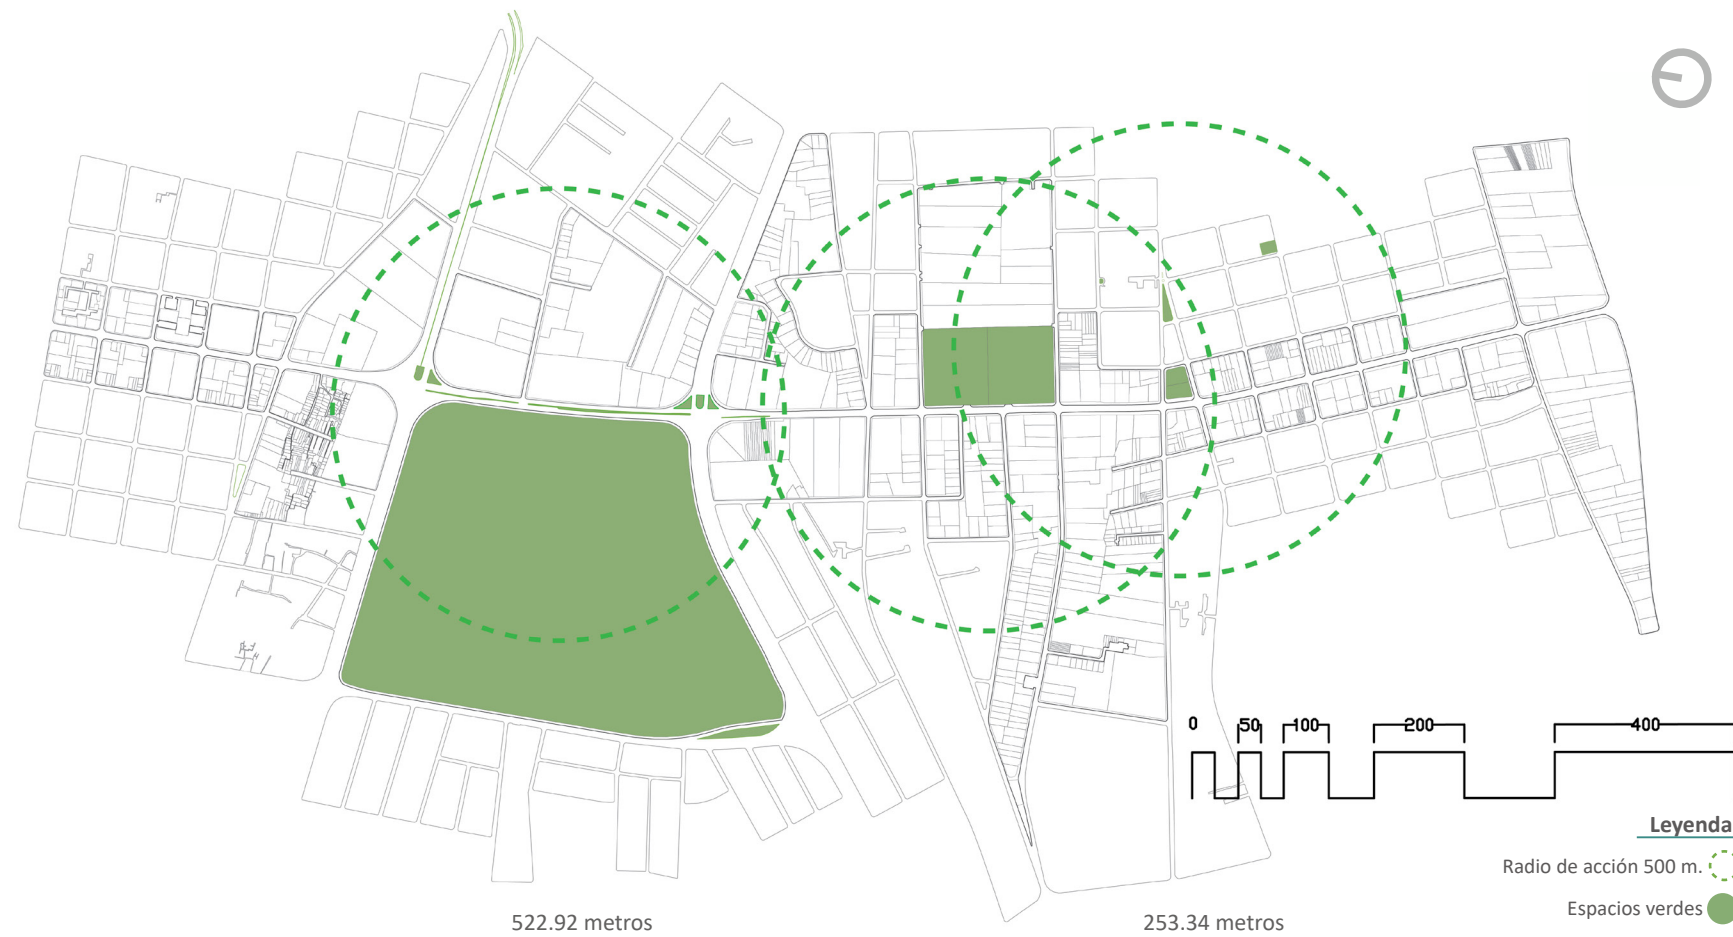 0 50 100 200 400
Leyenda
Radio de acción 500 m.
Espacios verdes
522.92 metros 253.34 metros